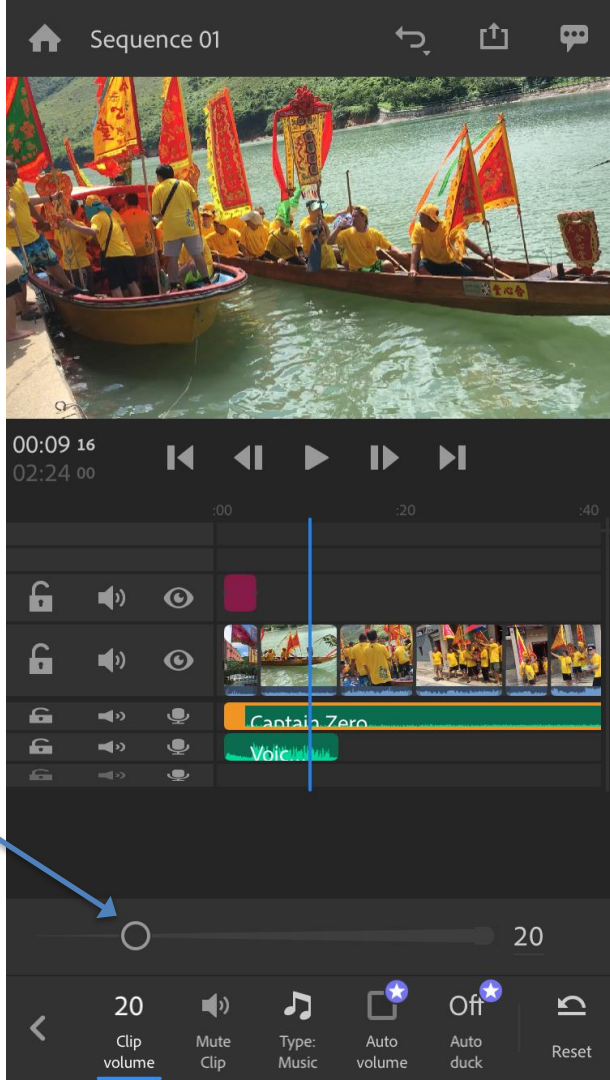 Sequence 01
00:09 16
02:24 00
:00 :20 :40
Captain Zero
Voic
20
20
Clip volume
Mute Clip
Type: Music
Auto volume
Off
Auto duck
Reset